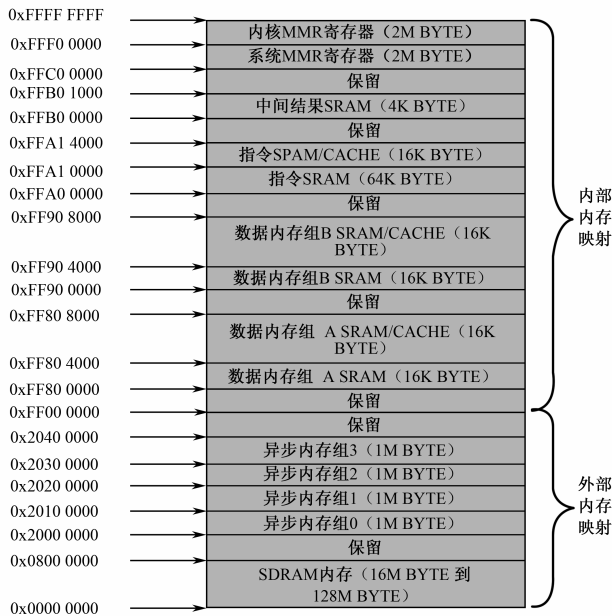 0xFFFF FFFF
内核MMR寄存器（2M BYTE）
0xFFF0 0000
系统MMR寄存器（2M BYTE）
0xFFC0 0000
保留
0xFFB0 1000
中间结果SRAM（4K BYTE）
0xFFB0 0000
保留
0xFFA1 4000
指令SPAM/CACHE（16K BYTE）
0xFFA1 0000
指令SRAM（64K BYTE）
0xFFA0 0000
保留
0xFF90 8000
数据内存组B SRAM/CACHE（16K
BYTE）
0xFF90 4000
数据内存组B SRAM（16K BYTE）
0xFF90 0000
保留
0xFF80 8000
数据内存组 A SRAM/CACHE（16K
BYTE）
0xFF80 4000
数据内存组 A SRAM（16K BYTE）
0xFF80 0000
保留
0xFF00 0000
保留
0x2040 0000
异步内存组3（1M BYTE）
0x2030 0000
异步内存组2（1M BYTE）
0x2020 0000
异步内存组1（1M BYTE）
0x2010 0000
异步内存组0（1M BYTE）
0x2000 0000
保留
0x0800 0000
SDRAM内存（16M BYTE 到
128M BYTE）
0x0000 0000
内部
内存
映射
外部
内存
映射